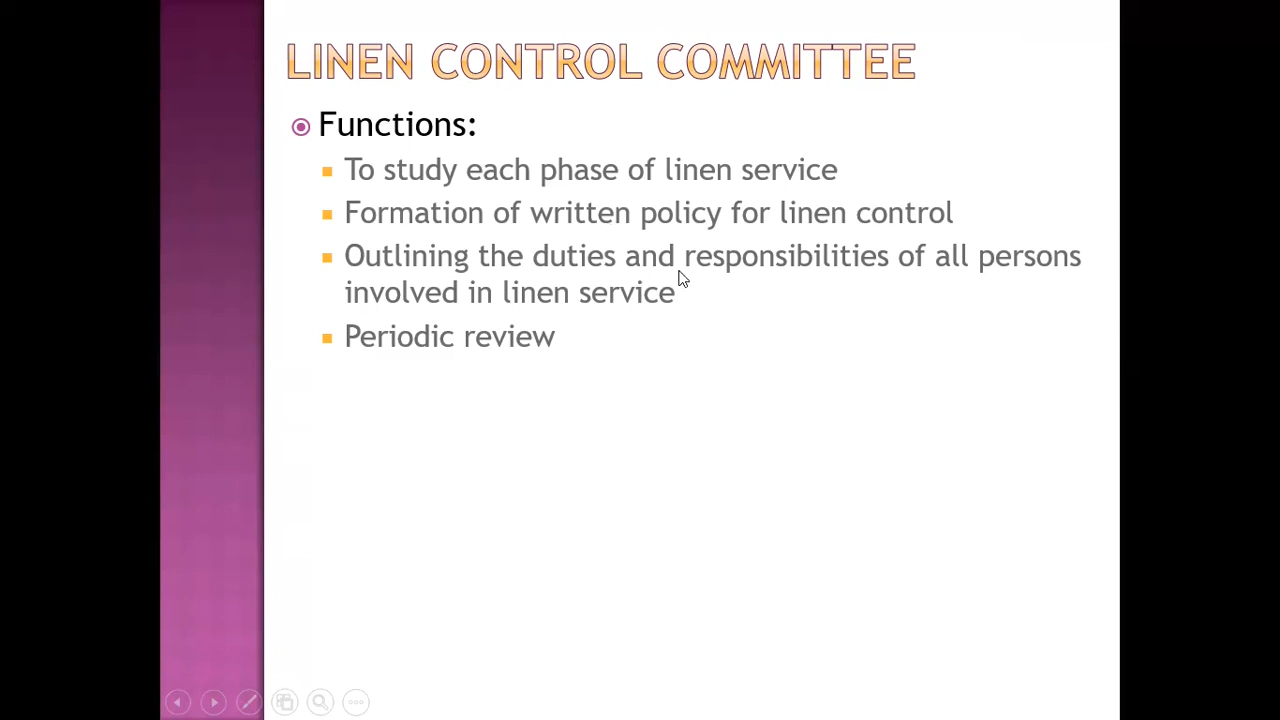 LINEN CONTROL COMMITTEE
Functions:
To study each phase of linen service
Formation of written policy for linen control
Outlining the duties and responsibilities of all persons
involved in linen service
Periodic review